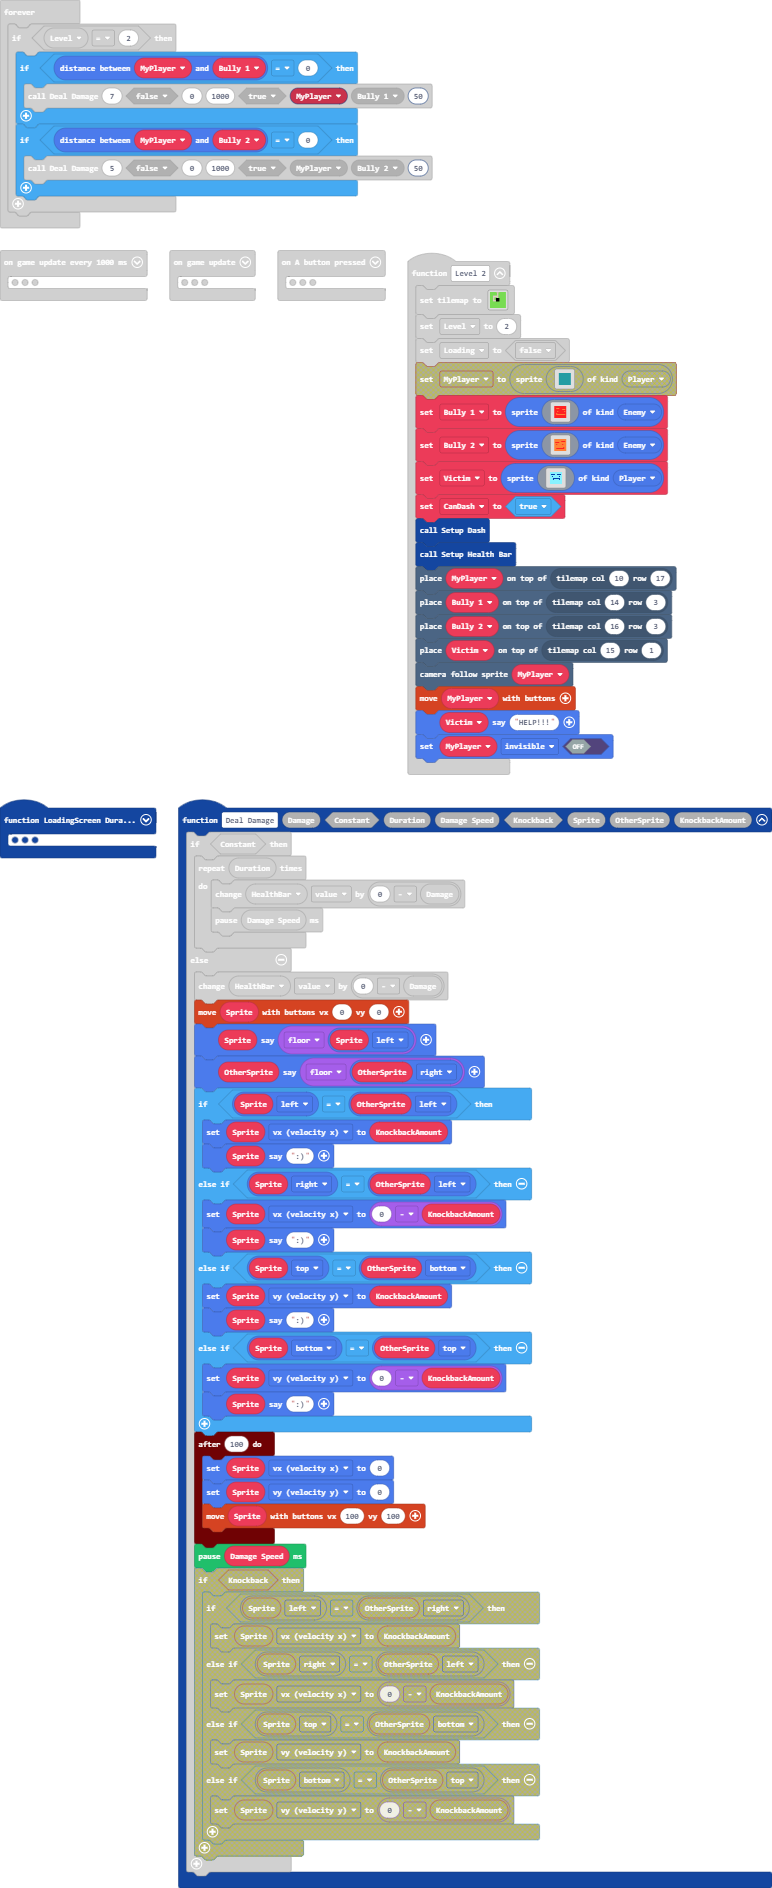 forever
if Level = 2 then
if distance between MyPlayer and Bully 1 = 0 then
call Deal Damage 7 false 0 1000 true MyPlayer Bully 1 50
if distance between MyPlayer and Bully 2 = 0 then
call Deal Damage 5 false 0 1000 true MyPlayer Bully 2 50
on game update every 1000 ms
on game update
on A button pressed
function Level 2
set tilemap to
set Level to 2
set Loading to false
set MyPlayer to sprite of kind Player
set Bully 1 to sprite of kind Enemy
set Bully 2 to sprite of kind Enemy
set Victim to sprite of kind Player
set CanDash to true
call Setup Dash
call Setup Health Bar
place MyPlayer on top of tilemap col 10 row 17
place Bully 1 on top of tilemap col 14 row 3
place Bully 2 on top of tilemap col 16 row 3
place Victim on top of tilemap col 15 row 1
camera follow sprite MyPlayer
move MyPlayer with buttons
Victim say "HELP!!!"
set MyPlayer invisible OFF
function LoadingScreen Dura...
function Deal Damage Damage Constant Duration Damage Speed Knockback Sprite OtherSprite KnockbackAmount
if Constant then
repeat Duration times
do
change HealthBar value by 0 - Damage
pause Damage Speed ms
else
change HealthBar value by 0 - Damage
move Sprite with buttons vx 0 vy 0
Sprite say floor Sprite left
OtherSprite say floor OtherSprite right
if Sprite left = OtherSprite left then
set Sprite vx (velocity x) to KnockbackAmount
Sprite say ":)"
else if Sprite right = OtherSprite left then
set Sprite vx (velocity x) to 0 - KnockbackAmount
Sprite say ":)"
else if Sprite top = OtherSprite bottom then
set Sprite vy (velocity y) to KnockbackAmount
Sprite say ":)"
else if Sprite bottom = OtherSprite top then
set Sprite vy (velocity y) to 0 - KnockbackAmount
Sprite say ":)"
after 100 do
set Sprite vx (velocity x) to 0
set Sprite vy (velocity y) to 0
move Sprite with buttons vx 100 vy 100
pause Damage Speed ms
if Knockback then
if Sprite left = OtherSprite right then
set Sprite vx (velocity x) to KnockbackAmount
else if Sprite right = OtherSprite left then
set Sprite vx (velocity x) to 0 - KnockbackAmount
else if Sprite top = OtherSprite bottom then
set Sprite vy (velocity y) to KnockbackAmount
else if Sprite bottom = OtherSprite top then
set Sprite vy (velocity y) to 0 - KnockbackAmount